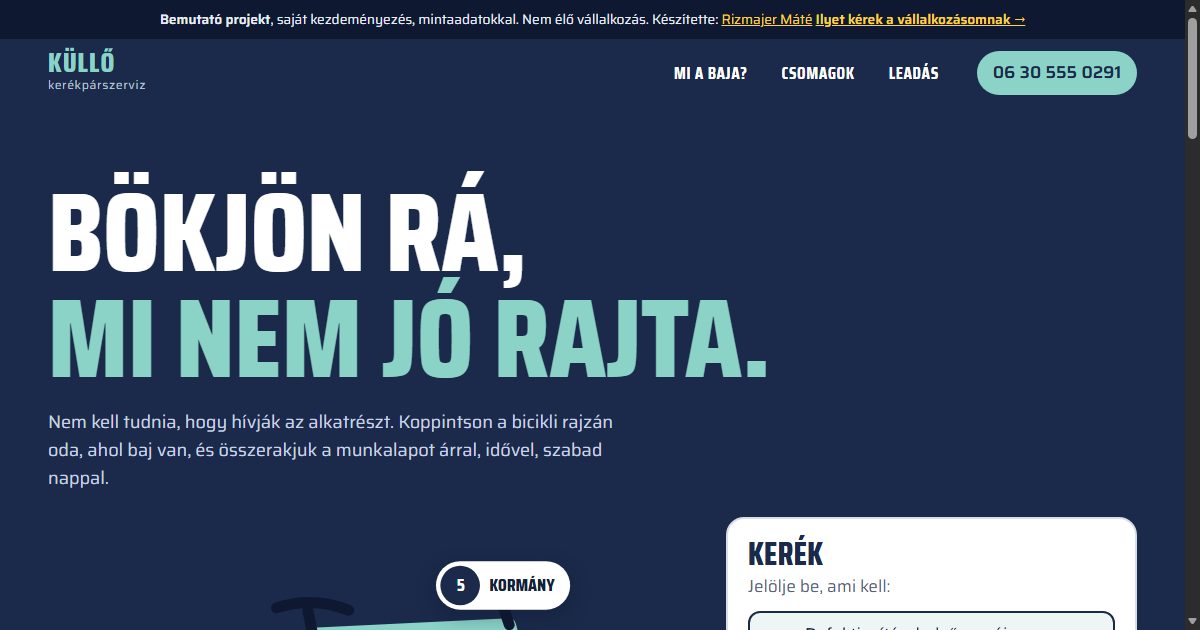 Bemutató projekt, saját kezdeményezés, mintaadatokkal. Nem élő vállalkozás. Készítette: Rizmajer Máté Ilyet kérek a vállalkozásomnak →
KÜLLŐ
kerékpárszerviz
MI A BAJA?
CSOMAGOK
LEADÁS
06 30 555 0291
BÖKJÖN RÁ,
MI NEM JÓ RAJTA.
Nem kell tudnia, hogy hívják az alkatrészt. Koppintson a bicikli rajzán
oda, ahol baj van, és összerakjuk a munkalapot árral, idővel, szabad
nappal.
5 KORMÁNY
KERÉK
Jelölje be, ami kell: